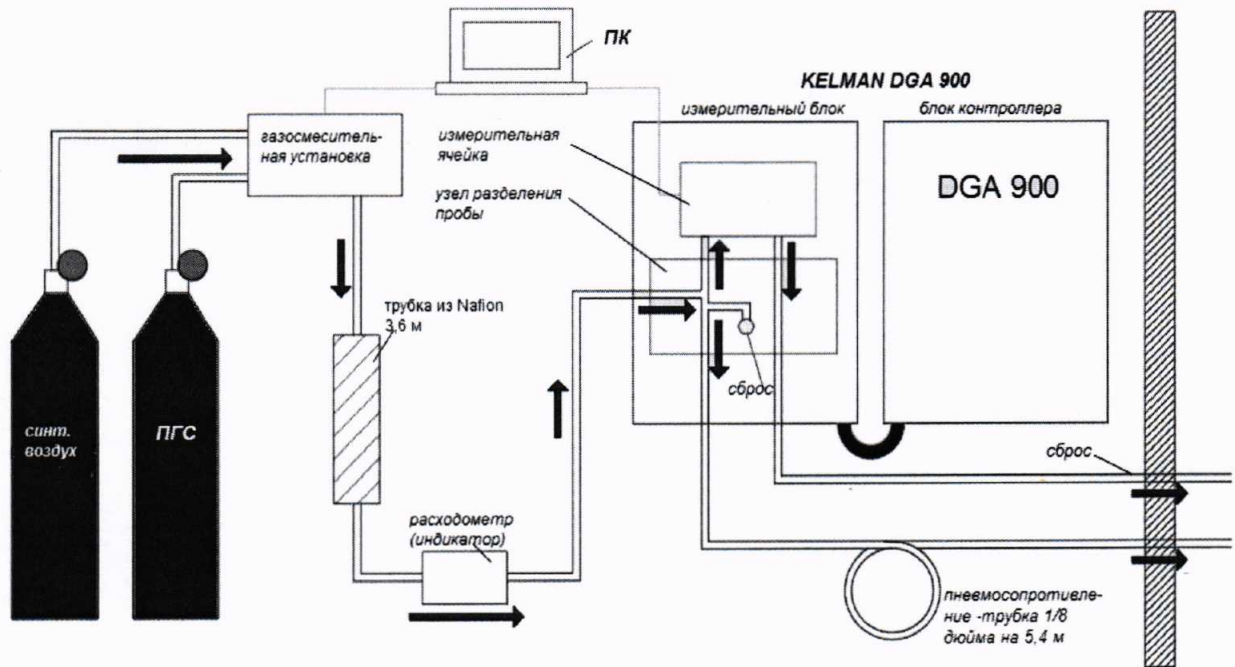 ПК
KELMAN DGA 900
измерительный блок
блок контроллера
газосмеситель-
ная установка
измерительная
ячейка
узел разделения
пробы
DGA 900
трубка из Nafion
3,6 м
сброс
синт.
воздух
ПГС
сброс
расходометр
(индикатор)
пневмосопротивле-
ние -трубка 1/8
дюйма на 5,4 м